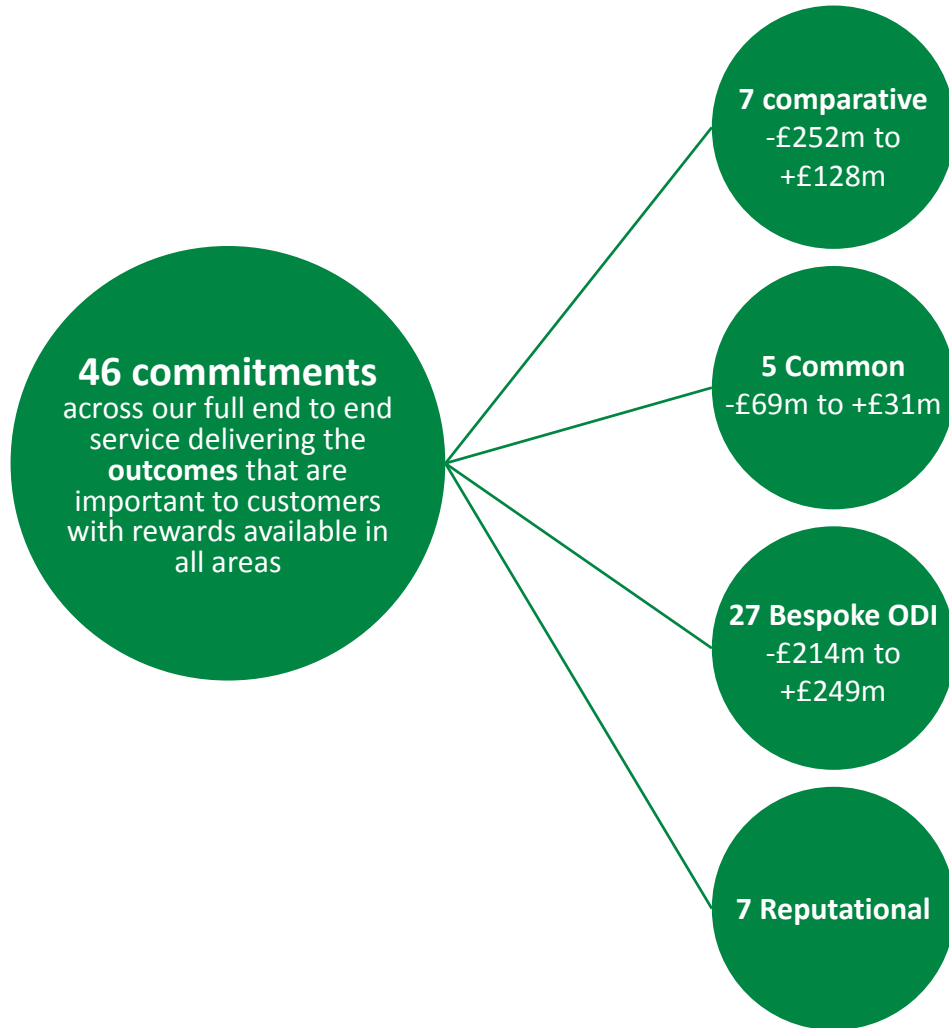 46 commitments
across our full end to end
service delivering the
outcomes that are
important to customers
with rewards available in
all areas
7 comparative
-£252m to
+£128m
5 Common
-£69m to +£31m
27 Bespoke ODI
-£214m to
+£249m
7 Reputational